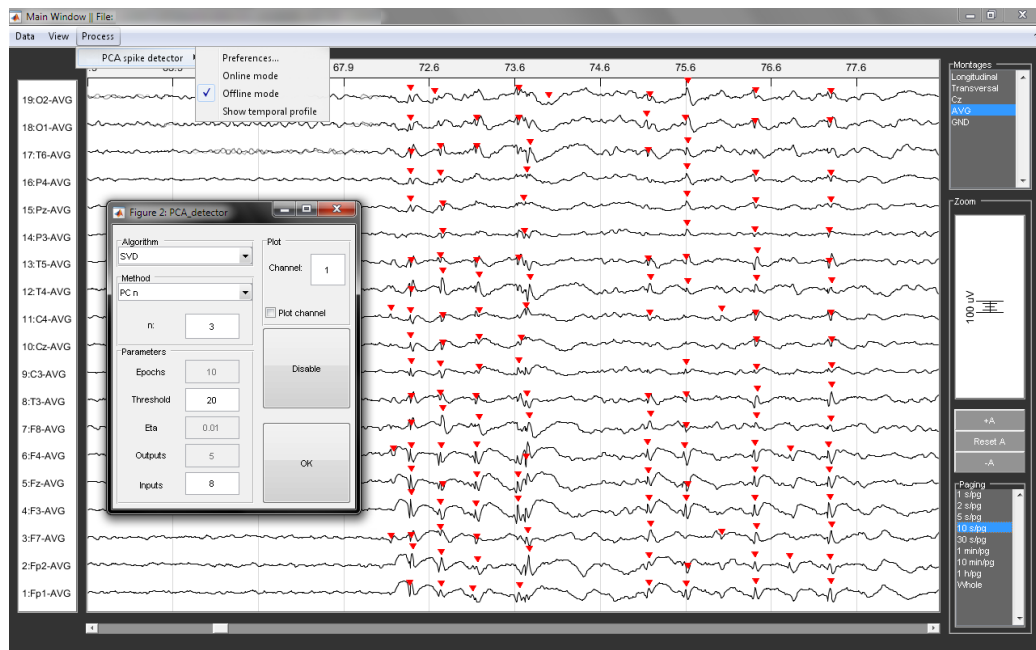 Main Window || File:
Data View Process
PCA spike detector
Preferences...
Online mode
Offline mode
Show temporal profile
67.9 72.6 73.6 74.6 75.6 76.6 77.6
19:O2-AVG
18:O1-AVG
17:T6-AVG
16:P4-AVG
15:Pz-AVG
14:P3-AVG
13:T5-AVG
12:T4-AVG
11:C4-AVG
10:Cz-AVG
9:C3-AVG
8:T3-AVG
7:F8-AVG
6:F4-AVG
5:Fz-AVG
4:F3-AVG
3:F7-AVG
2:Fp2-AVG
1:Fp1-AVG
Figure 2: PCA_detector
Algorithm
SVD
Method
PC n
n: 3
Parameters
Epochs 10
Threshold 20
Eta 0.01
Outputs 5
Inputs 8
Plot
Channel: 1
Plot channel
Disable
OK
Montages
Longitudinal
Transversal
Cz
AVG
GND
Zoom
100 uV
+A
Reset A
-A
Paging
1 s/pg
2 s/pg
5 s/pg
10 s/pg
30 s/pg
1 min/pg
10 min/pg
1 h/pg
Whole